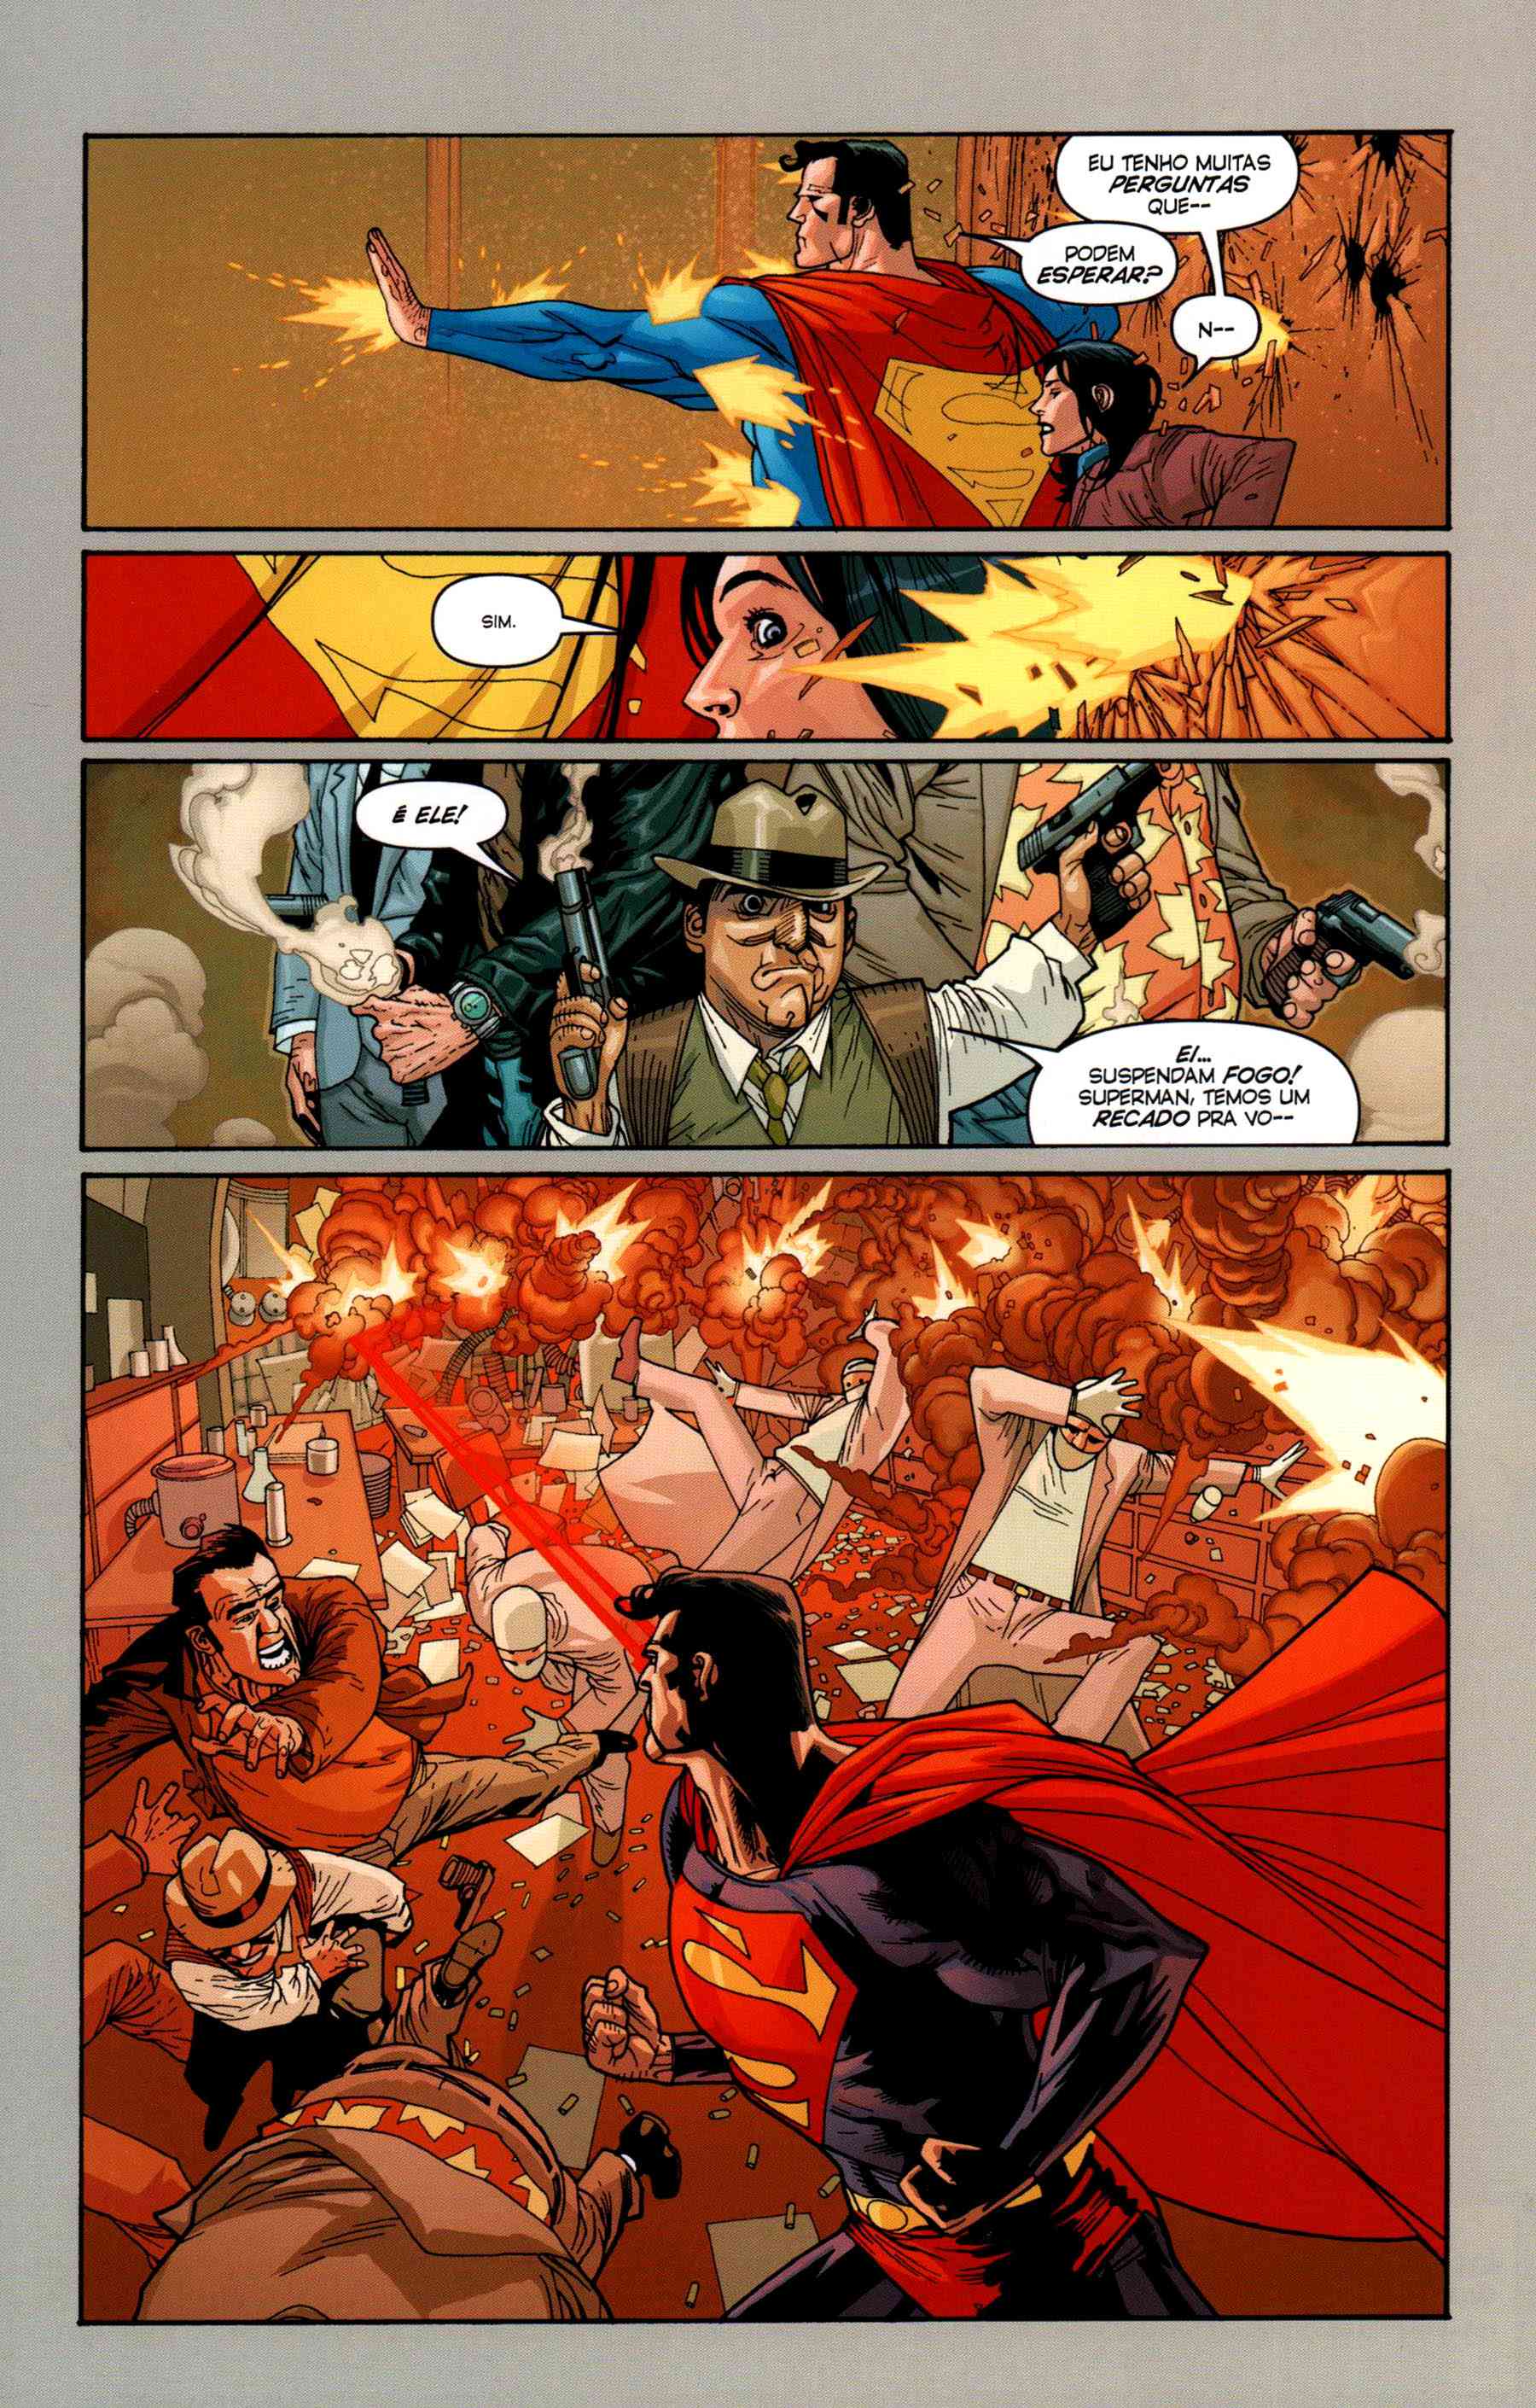 EU TENHO MUITAS
PERGUNTAS
QUE--
PODEM
ESPERAR?
N--
SIM.
É ELE!
EI...
SUSPENDAM FOGO!
SUPERMAN, TEMOS UM
RECADO PRA VO--